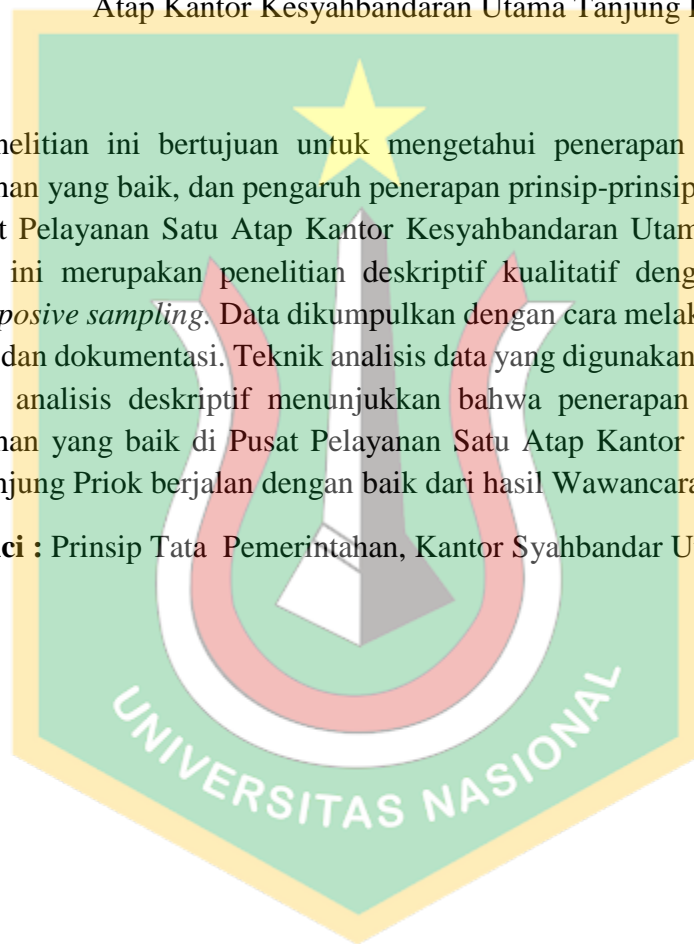 Atap Kantor Kesyahbandaran Utama Tanjung
nelitian ini bertujuan untuk mengetahui penerapan
han yang baik, dan pengaruh penerapan prinsip-prinsip
t Pelayanan Satu Atap Kantor Kesyahbandaran Utam
ini merupakan penelitian deskriptif kualitatif deng
posive sampling. Data dikumpulkan dengan cara melak
dan dokumentasi. Teknik analisis data yang digunakan
analisis deskriptif menunjukkan bahwa penerapan
han yang baik di Pusat Pelayanan Satu Atap Kantor
njung Priok berjalan dengan baik dari hasil Wawancara
ci : Prinsip Tata Pemerintahan, Kantor Syahbandar U
UNIVERSITAS NASIONAL